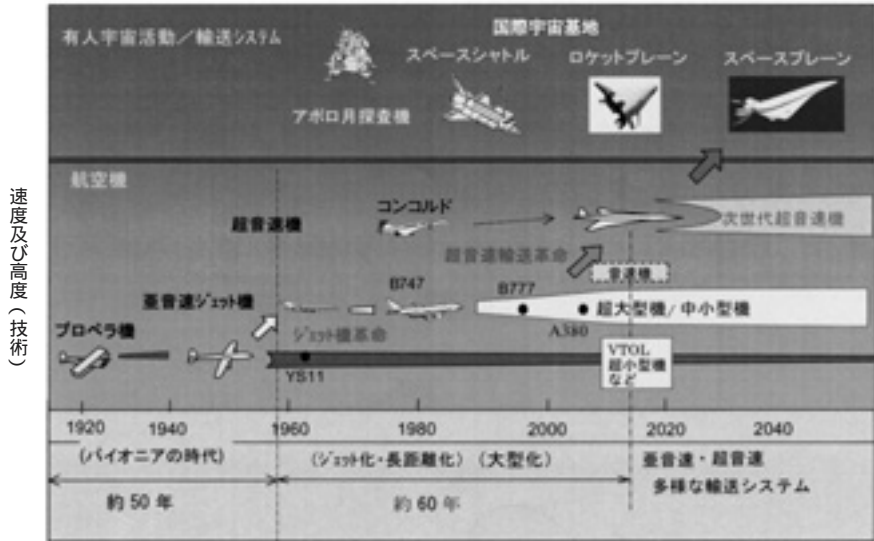 国際宇宙基地
有人宇宙活動/輸送システム
スペースシャトル
ロケットプレーン
スペースプレーン
アポロ月探査機
速度及び高度(技術)
航空機
コンコルド
超音速機
次世代超音速機
超音速輸送革命
B747
B777
音速機
亜音速ジェット機
超大型機/中小型機
プロペラ機
ジェット機革命
A380
YS11
VTOL
超小型機
など
1920 1940 1960 1980 2000 2020 2040
(パイオニアの時代) (ジェット化・長距離化) (大型化) 亜音速・超音速
多様な輸送システム
約50年 約60年